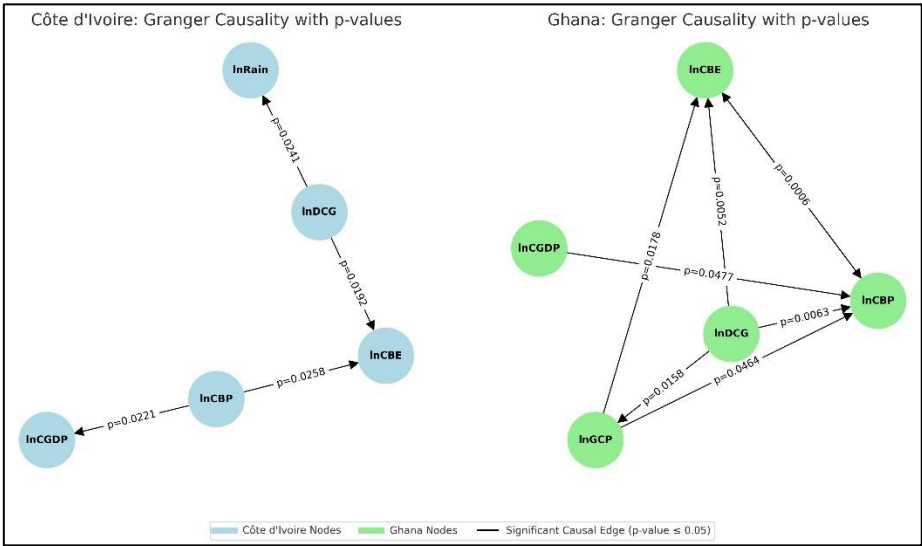 Côte d'Ivoire: Granger Causality with p-values
lnRain
p=0.0241
lnDCG
p=0.0192
lnCBE
p=0.0258
lnCBP
p=0.0221
lnCGDP
Ghana: Granger Causality with p-values
lnCBE
p=0.0006
p=0.0052
p=0.0178
lnCGDP
p=0.0477
lnCBP
p=0.0063
lnDCG
p=0.0158
p=0.0464
lnGCP
Côte d'Ivoire Nodes
Ghana Nodes
Significant Causal Edge (p-value ≤ 0.05)